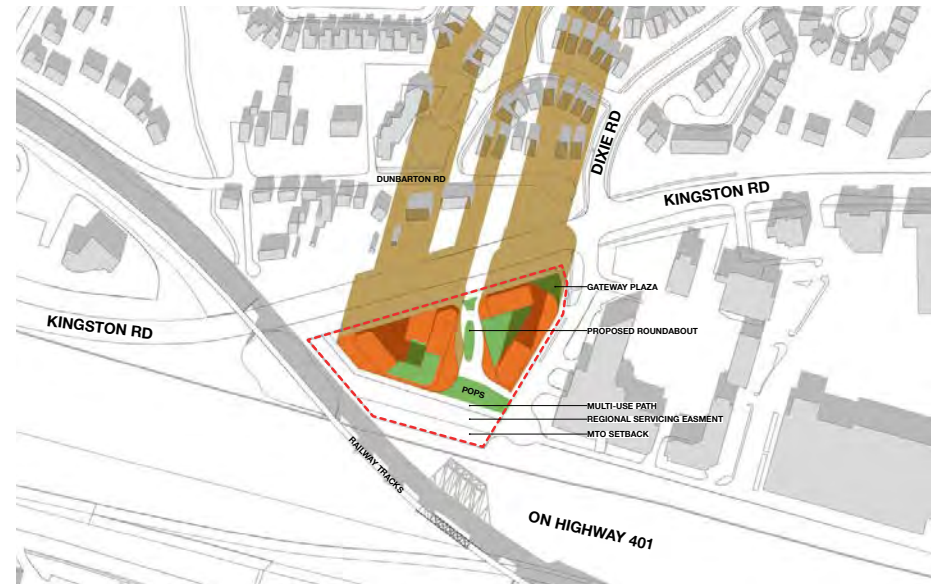 DIXIE RD
DUNBARTON RD
KINGSTON RD
GATEWAY PLAZA
KINGSTON RD
PROPOSED ROUNDABOUT
POPS
MULTI-USE PATH
REGIONAL SERVICING EASMENT
MTO SETBACK
RAILWAY TRACKS
ON HIGHWAY 401